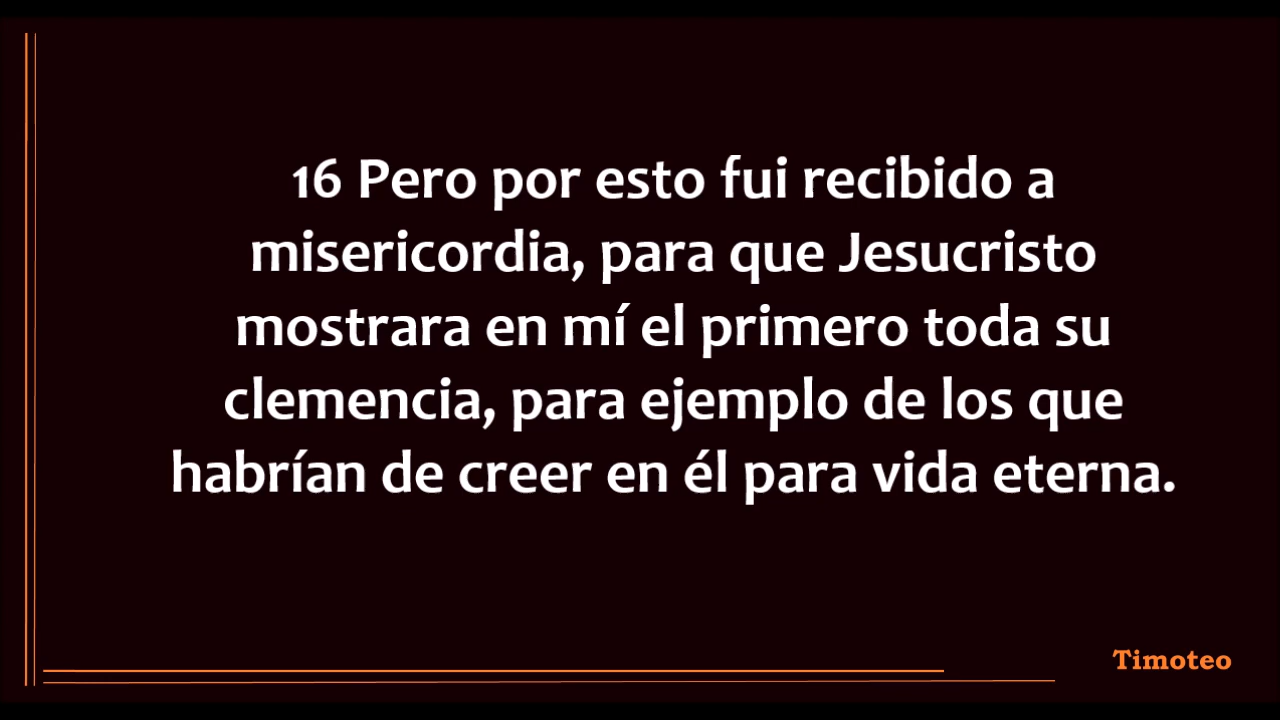 16 Pero por esto fui recibido a
misericordia, para que Jesucristo
mostrara en mí el primero toda su
clemencia, para ejemplo de los que
habrían de creer en él para vida eterna.
Timoteo